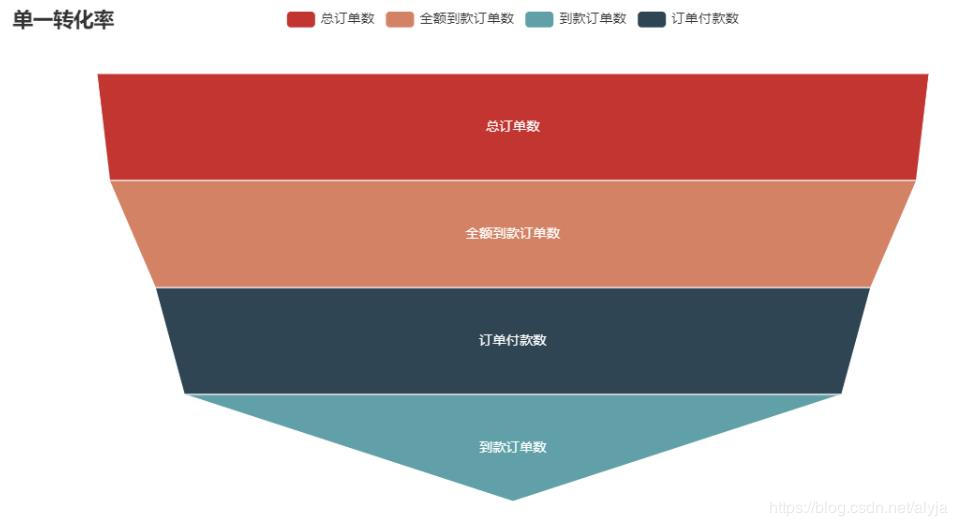 单一转化率
总订单数 全额到款订单数 到款订单数 订单付款数
总订单数
全额到款订单数
订单付款数
到款订单数
https://blog.csdn.net/alyja